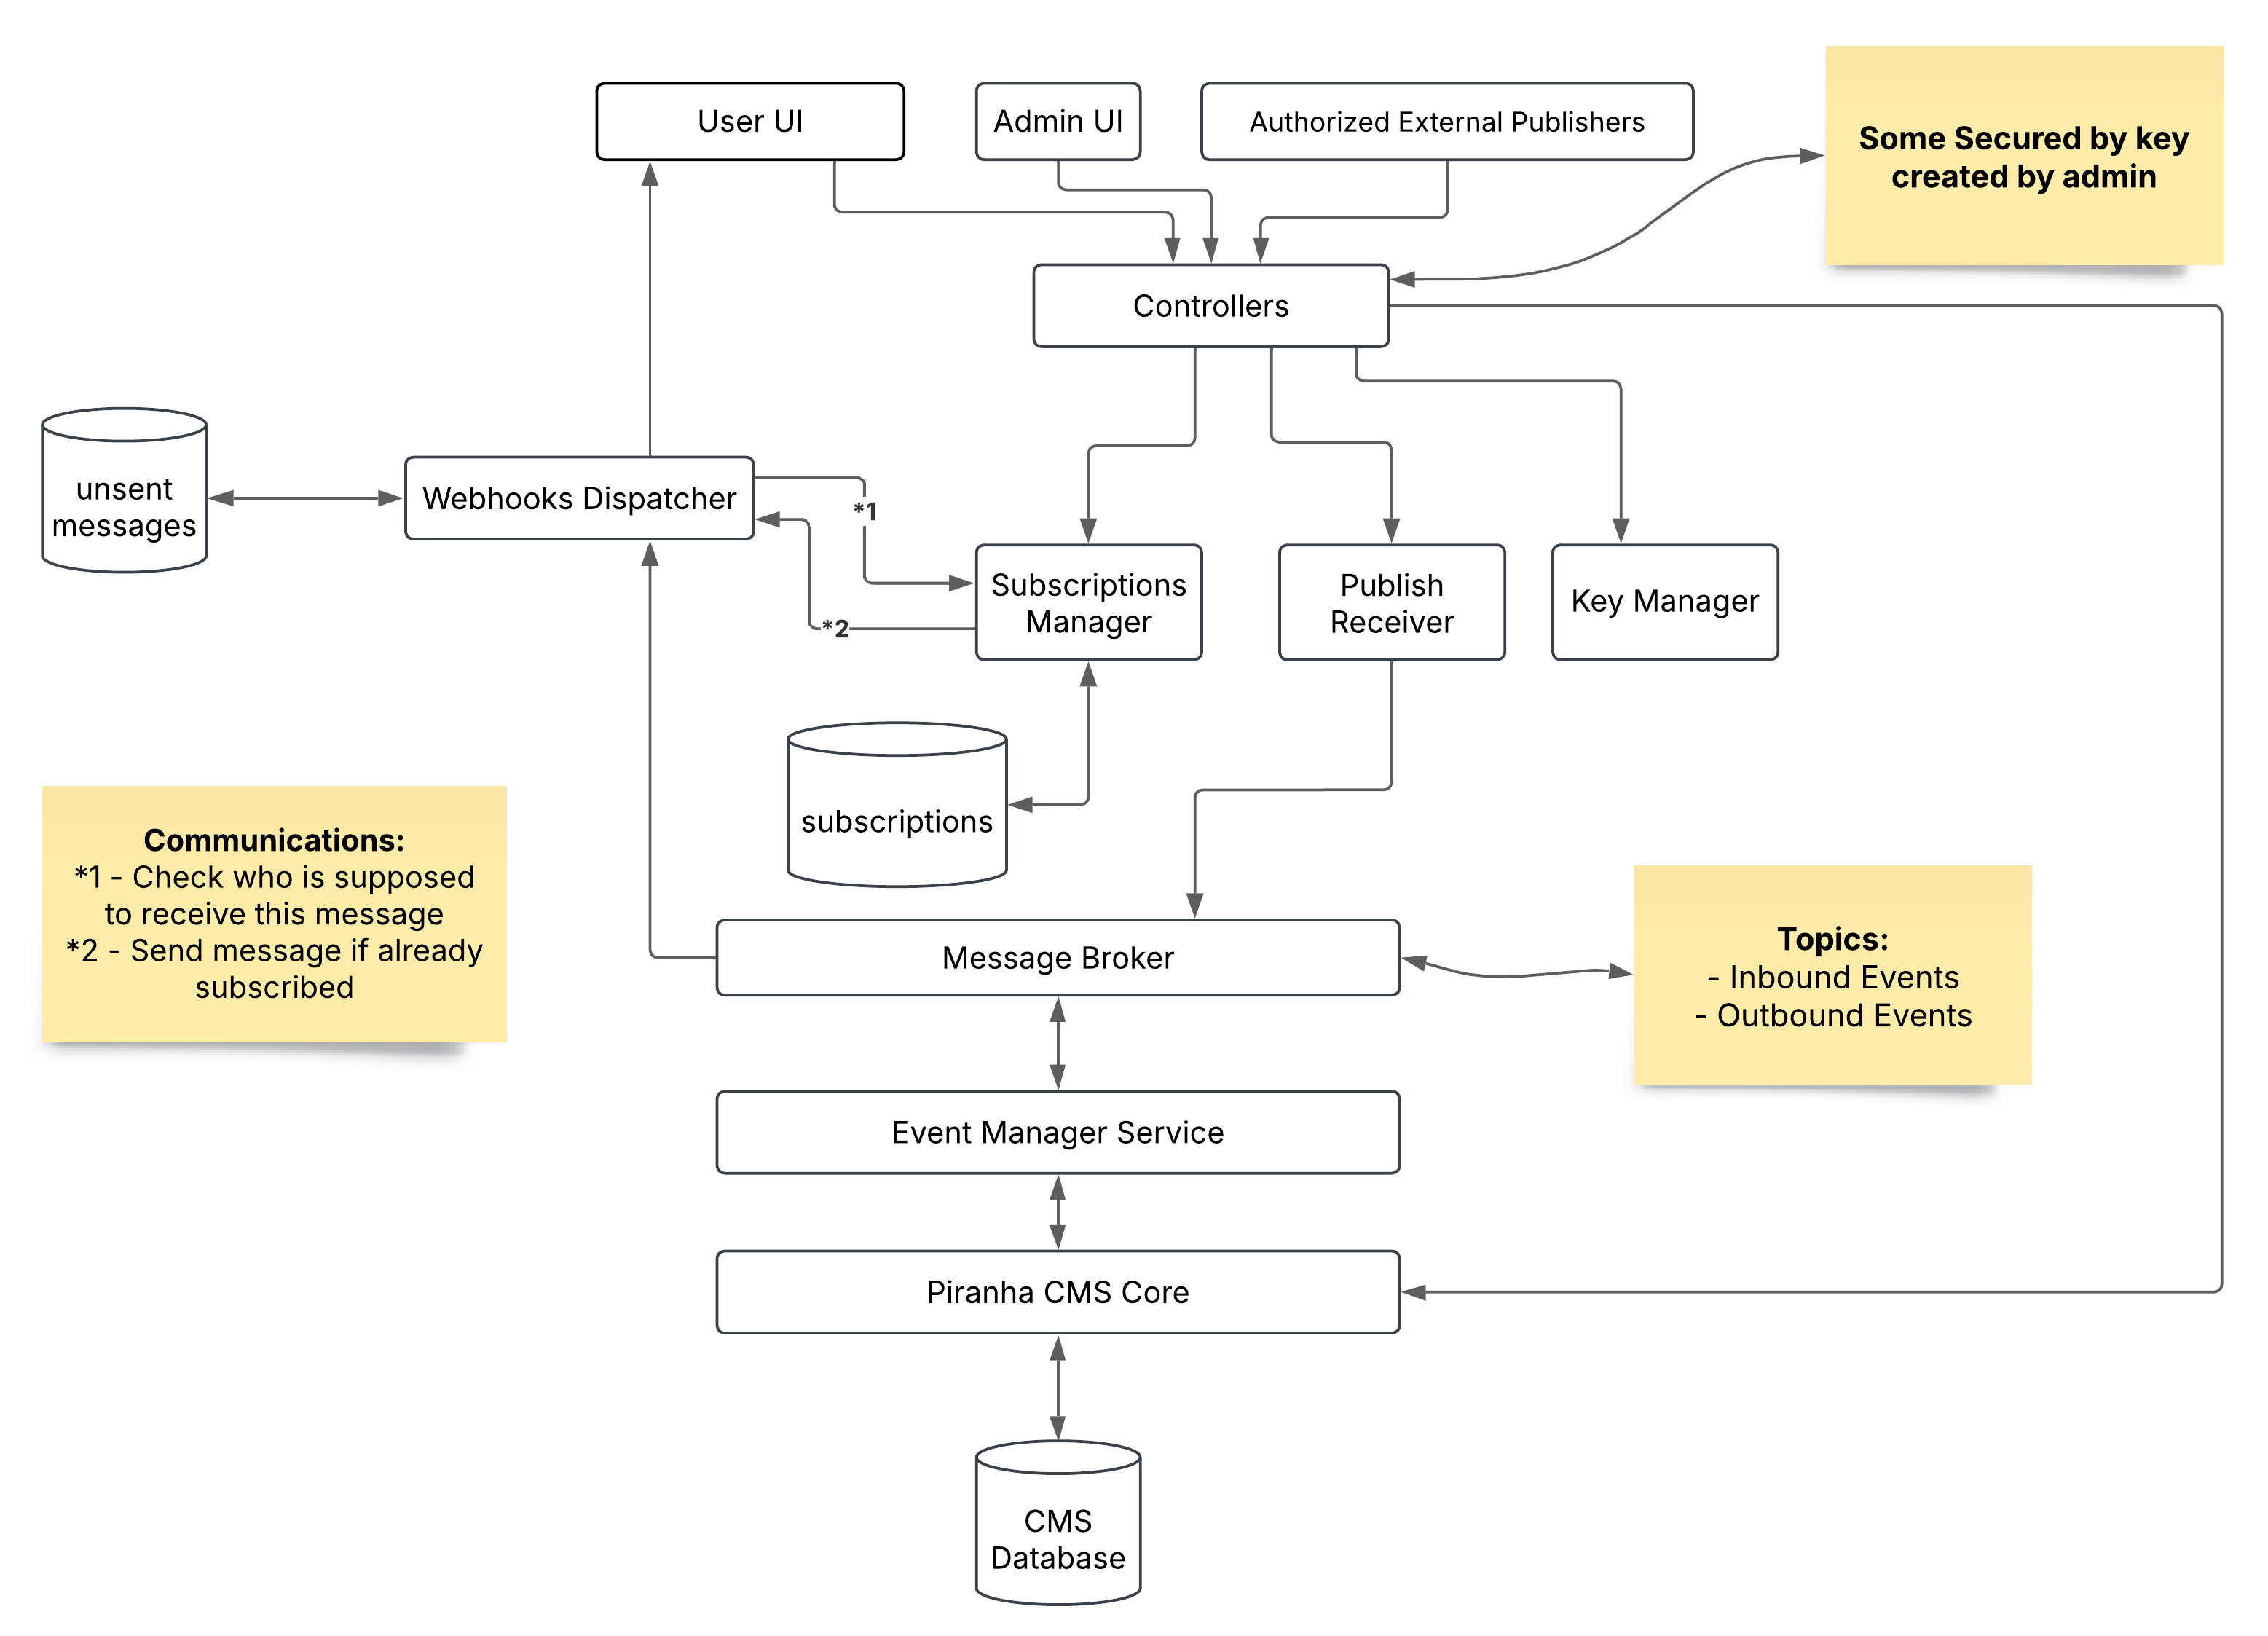 User UI
Admin UI
Authorized External Publishers
Some Secured by key
created by admin
Controllers
unsent
messages
Webhooks Dispatcher
*1
*2
Subscriptions
Manager
Publish
Receiver
Key Manager
subscriptions
Communications:
*1 - Check who is supposed
to receive this message
*2 - Send message if already
subscribed
Message Broker
Topics:
- Inbound Events
- Outbound Events
Event Manager Service
Piranha CMS Core
CMS
Database